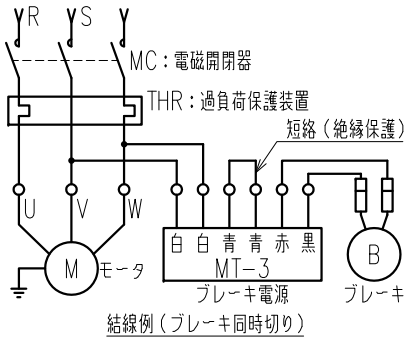 R S
MC：電磁開閉器
THR：過負荷保護装置
短絡（絶縁保護）
U V W
白 白 青 青 赤 黒
M モータ
MT-3
B
ブレーキ電源
ブレーキ
結線例（ブレーキ同時切り）